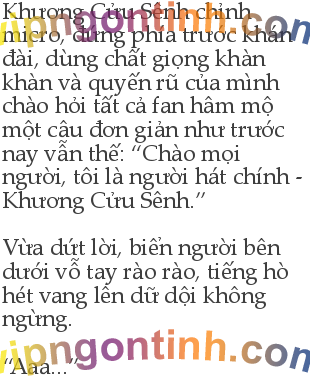 Khương Cửu Sênh chỉnh
micro, đứng phía trước khán
đài, dùng chất giọng khàn
khàn và quyến rũ của mình
chào hỏi tất cả fan hâm mộ
một câu đơn giản như trước
nay vẫn thế: “Chào mọi
người, tôi là người hát chính -
Khương Cửu Sênh.”

Vừa dứt lời, biển người bên
dưới vỗ tay rào rào, tiếng hò
hét vang lên dữ dội không
ngừng.

“Aaa...”
vipngontinh.com
vipngontinh.com